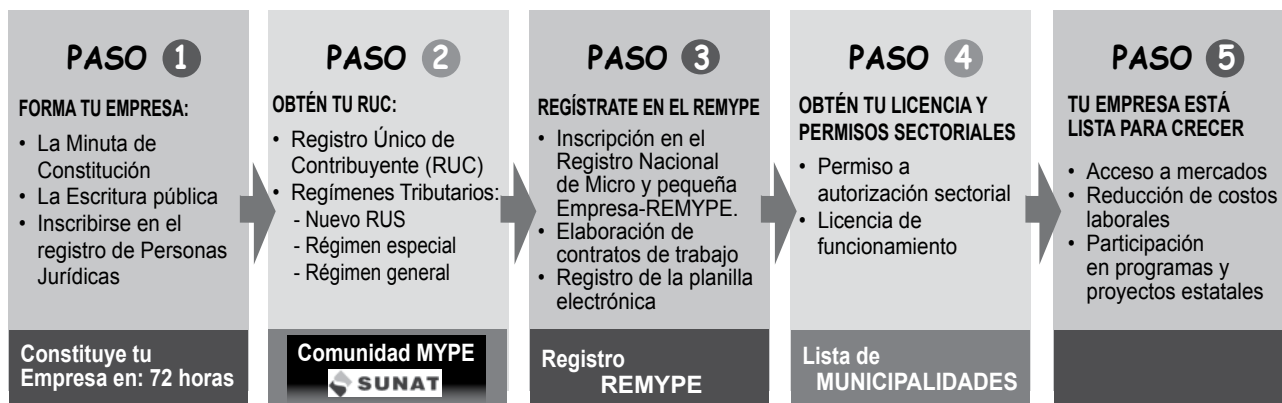 PASO 1
FORMA TU EMPRESA:
• La Minuta de
Constitución
• La Escritura pública
• Inscribirse en el
registro de Personas
Jurídicas
Constituye tu
Empresa en: 72 horas
PASO 2
OBTÉN TU RUC:
• Registro Único de
Contribuyente (RUC)
• Regímenes Tributarios:
- Nuevo RUS
- Régimen especial
- Régimen general
Comunidad MYPE
SUNAT
PASO 3
REGÍSTRATE EN EL REMYPE
• Inscripción en el
Registro Nacional
de Micro y pequeña
Empresa-REMYPE.
• Elaboración de
contratos de trabajo
• Registro de la planilla
electrónica
Registro
REMYPE
PASO 4
OBTÉN TU LICENCIA Y
PERMISOS SECTORIALES
• Permiso a
autorización sectorial
• Licencia de
funcionamiento
Lista de
MUNICIPALIDADES
PASO 5
TU EMPRESA ESTÁ
LISTA PARA CRECER
• Acceso a mercados
• Reducción de costos
laborales
• Participación
en programas y
proyectos estatales